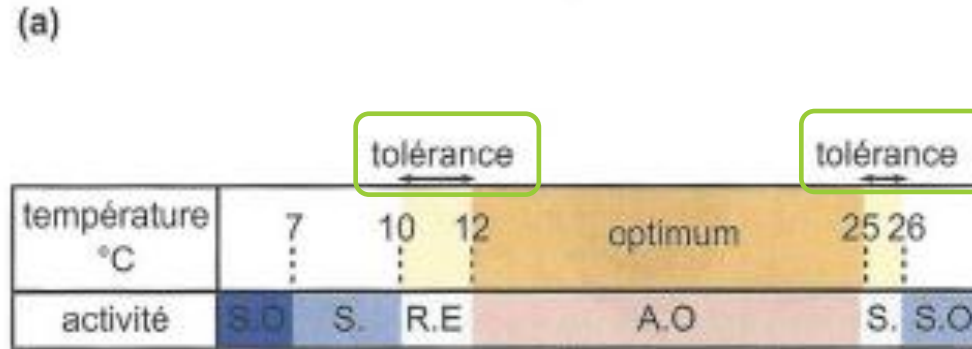 (a)
tolérance tolérance
température °C 7 10 12 optimum 25 26
activité S.O S. R.E A.O S. S.O